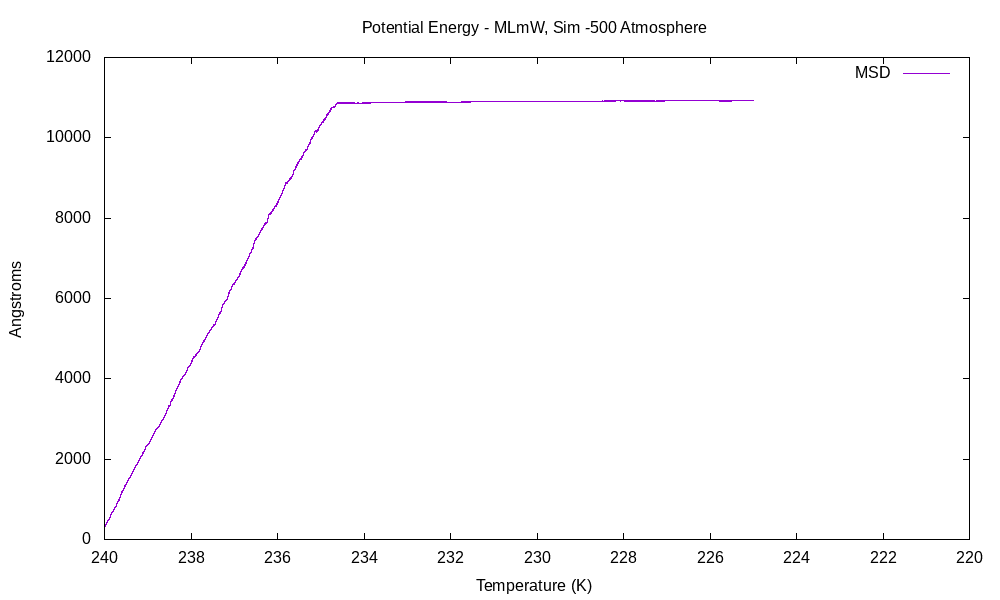 Potential Energy - MLmW, Sim -500 Atmosphere
MSD
12000
10000
8000
6000
4000
2000
0
Angstroms
240 238 236 234 232 230 228 226 224 222 220
Temperature (K)